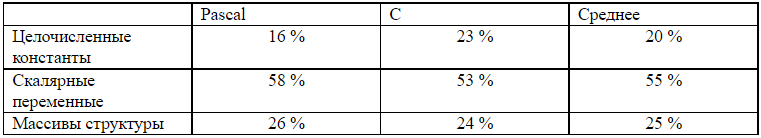 Pascal C Среднее
Целочисленные 16 % 23 % 20 %
константы
Скалярные 58 % 53 % 55 %
переменные
Массивы структуры 26 % 24 % 25 %